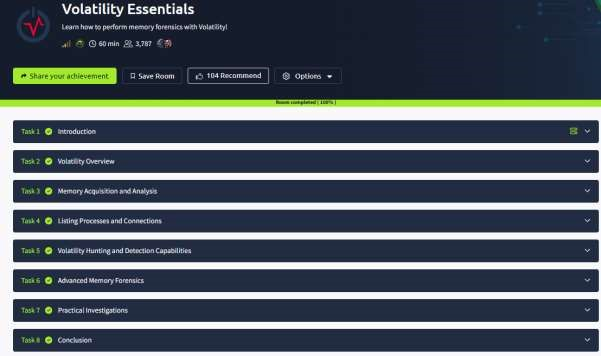 Volatility Essentials
Learn how to perform memory forensics with Volatility!
60 min 3,787
Share your achievement Save Room 104 Recommend Options
Room completed ( 100% )
Task 1 Introduction
Task 2 Volatility Overview
Task 3 Memory Acquisition and Analysis
Task 4 Listing Processes and Connections
Task 5 Volatility Hunting and Detection Capabilities
Task 6 Advanced Memory Forensics
Task 7 Practical Investigations
Task 8 Conclusion